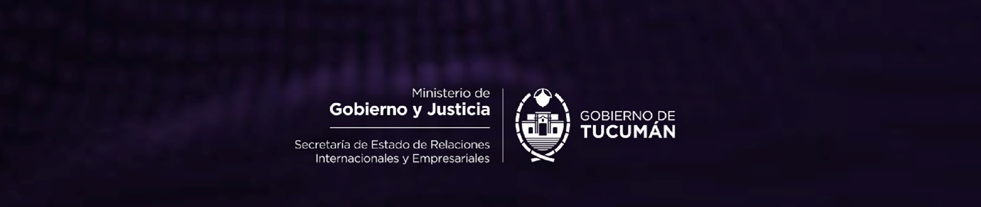 Ministerio de
Gobierno y Justicia
Secretaría de Estado de Relaciones
Internacionales y Empresariales
GOBIERNO DE
TUCUMÁN